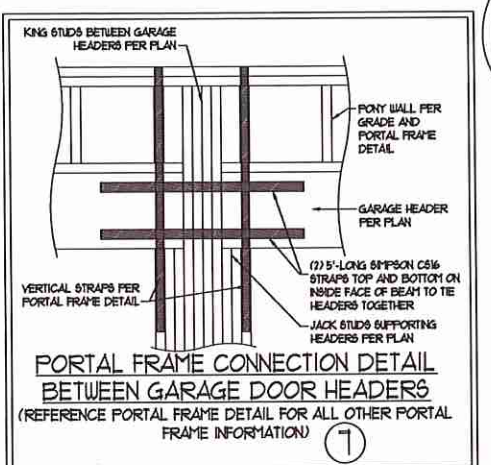 KING STUDS BETWEEN GARAGE
HEADERS PER PLAN
PONY WALL PER
GRADE AND
PORTAL FRAME
DETAIL
GARAGE HEADER
PER PLAN
(2) 5'-LONG SIMPSON CS16
STRAPS TOP AND BOTTOM ON
INSIDE FACE OF BEAM TO TIE
HEADERS TOGETHER
VERTICAL STRAPS PER
PORTAL FRAME DETAIL
JACK STUDS SUPPORTING
HEADERS PER PLAN
PORTAL FRAME CONNECTION DETAIL
BETWEEN GARAGE DOOR HEADERS
(REFERENCE PORTAL FRAME DETAIL FOR ALL OTHER PORTAL
FRAME INFORMATION)
7